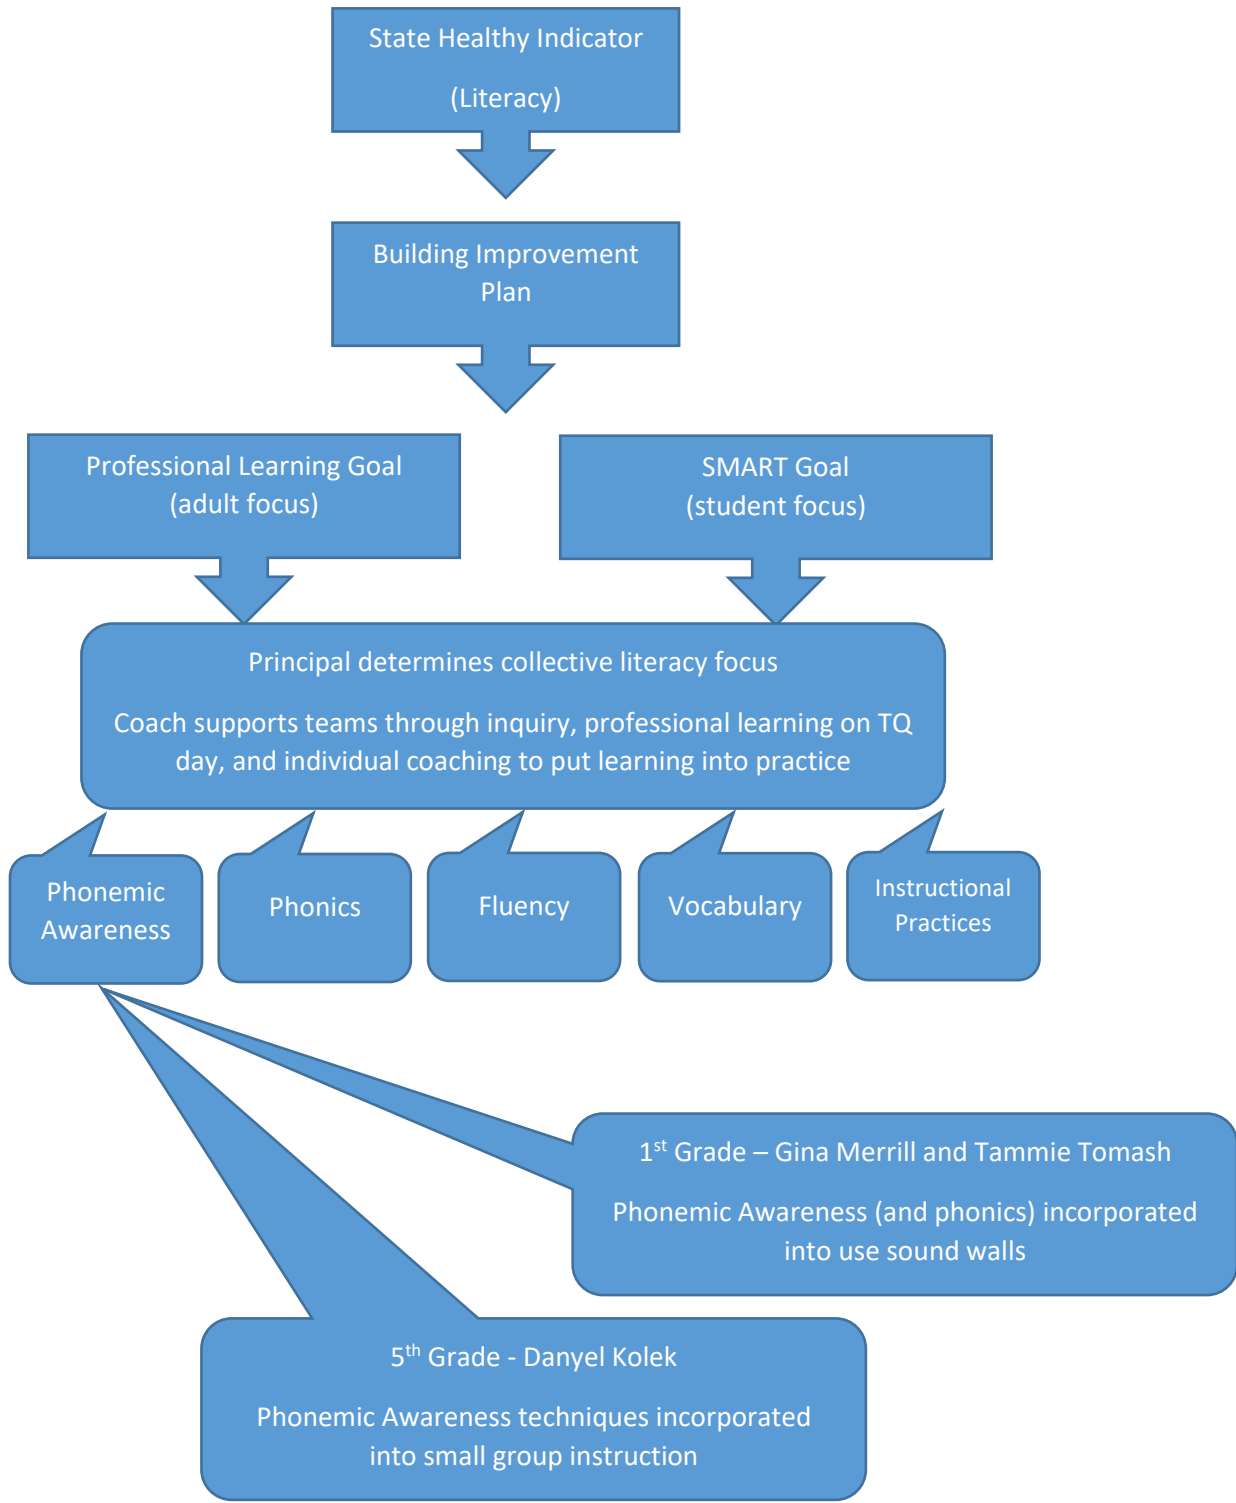 State Healthy Indicator
(Literacy)
Building Improvement
Plan
Professional Learning Goal
(adult focus)
SMART Goal
(student focus)
Principal determines collective literacy focus
Coach supports teams through inquiry, professional learning on TQ
day, and individual coaching to put learning into practice
Phonemic
Awareness
Phonics
Fluency
Vocabulary
Instructional
Practices
1st Grade – Gina Merrill and Tammie Tomash
Phonemic Awareness (and phonics) incorporated
into use sound walls
5th Grade - Danyel Kolek
Phonemic Awareness techniques incorporated
into small group instruction